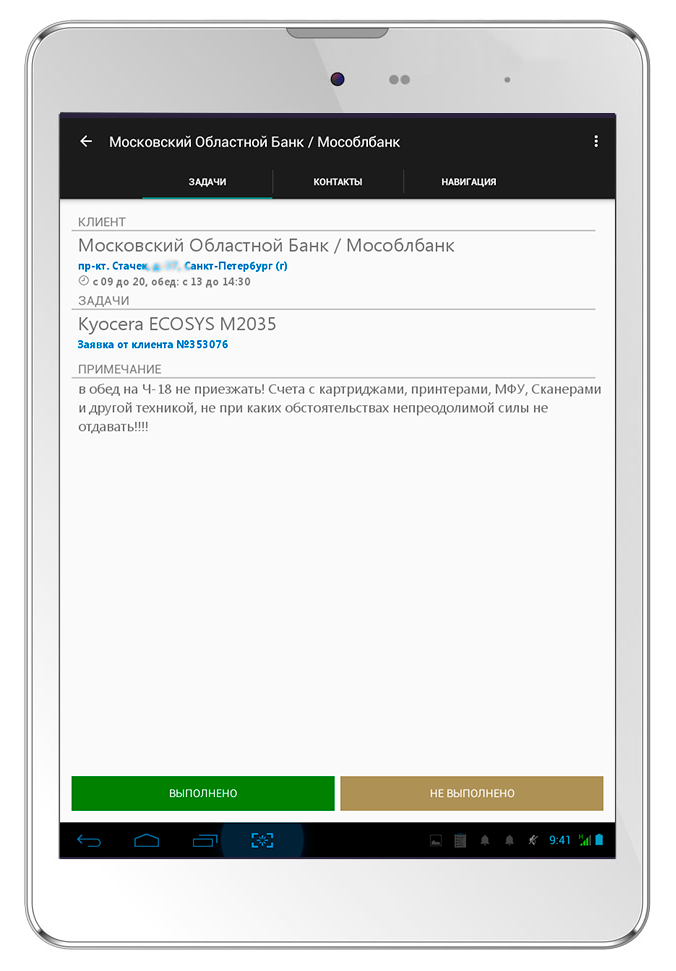 Московский Областной Банк / Мособлбанк
ЗАДАЧИ КОНТАКТЫ НАВИГАЦИЯ
КЛИЕНТ
Московский Областной Банк / Мособлбанк
пр-кт. Стачек, Санкт-Петербург (г)
с 09 до 20, обед: с 13 до 14:30
ЗАДАЧИ
Kyocera ECOSYS M2035
Заявка от клиента №353076
ПРИМЕЧАНИЕ
в обед на Ч-18 не приезжать! Счета с картриджами, принтерами, МФУ, Сканерами
и другой техникой, не при каких обстоятельствах непреодолимой силы не
отдавать!!!!
ВЫПОЛНЕНО НЕ ВЫПОЛНЕНО
9:41